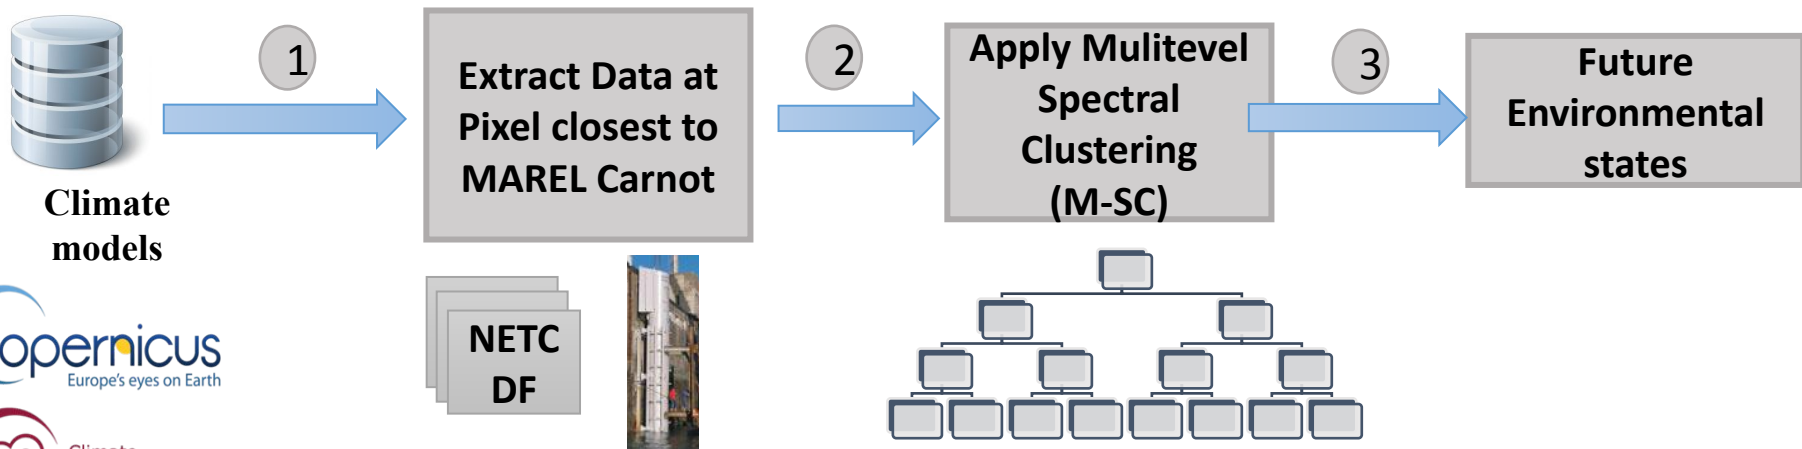 1
2
3
Extract Data at
Pixel closest to
MAREL Carnot
Apply Mulitevel
Spectral
Clustering
(M-SC)
Future
Environmental
states
Climate
models
NETC
DF
opernicus
Europe's eyes on Earth